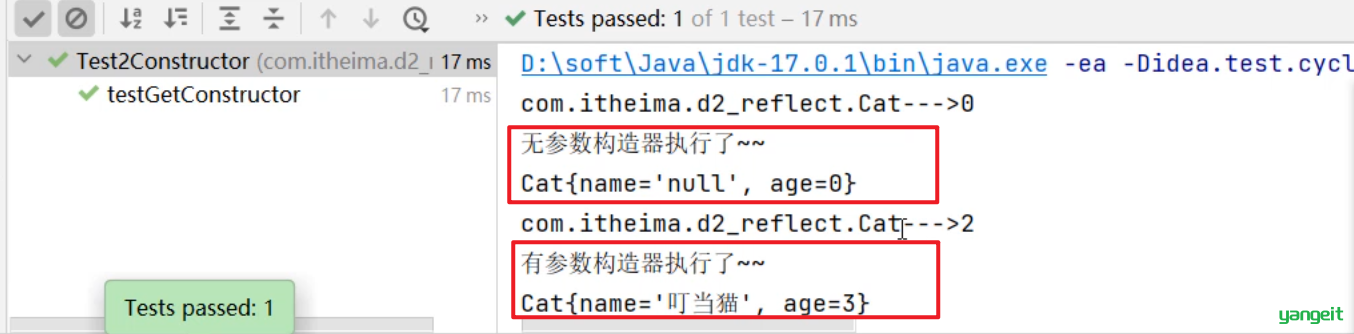 Tests passed: 1 of 1 test – 17 ms
Test2Constructor (com.itheima.d2_ 17 ms
testGetConstructor 17 ms
D:\soft\Java\jdk-17.0.1\bin\java.exe -ea -Didea.test.cycl
com.itheima.d2_reflect.Cat--->0
无参数构造器执行了~~
Cat{name='null', age=0}
com.itheima.d2_reflect.Cat--->2
有参数构造器执行了~~
Cat{name='叮当猫', age=3}
Tests passed: 1
yangeit